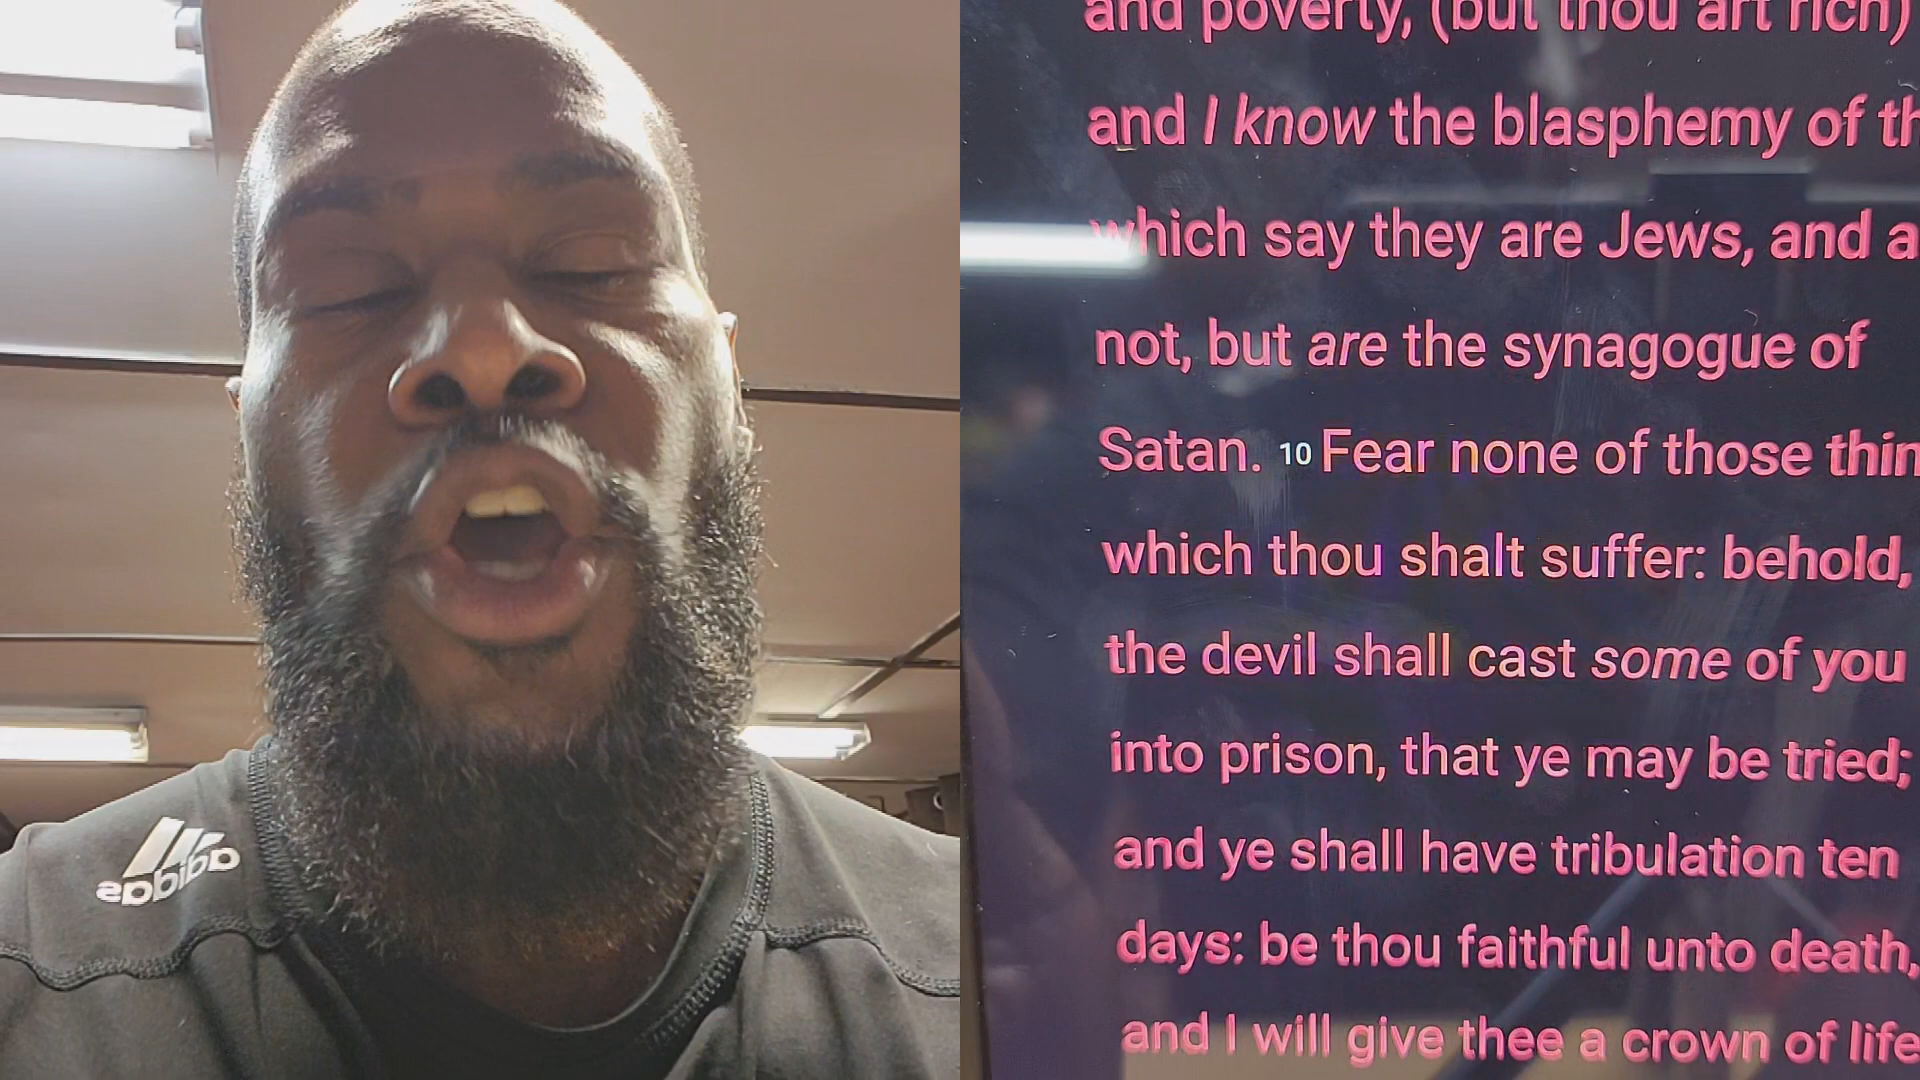 adidas
and poverty, (but thou art rich)
and I know the blasphemy of
which say they are Jews, and
not, but are the synagogue of
Satan. 10 Fear none of those
which thou shalt suffer: behold,
the devil shall cast some of you
into prison, that ye may be tried;
and ye shall have tribulation ten
days: be thou faithful unto death,
and I will give thee a crown of life